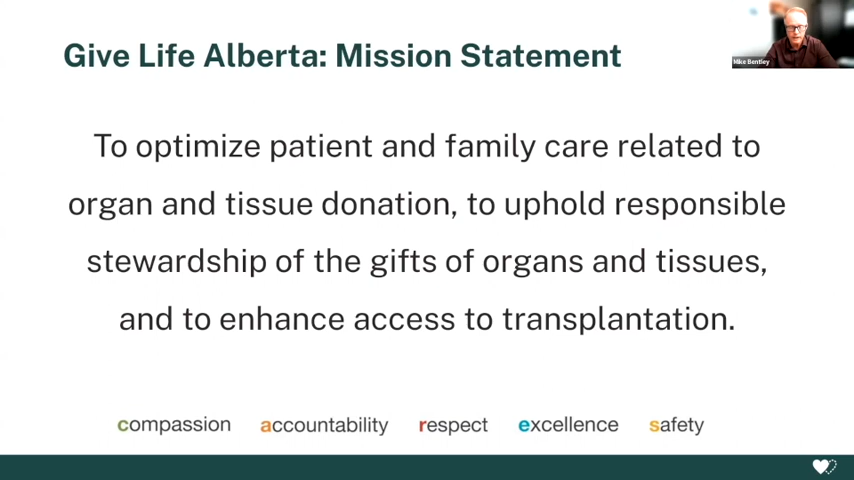 Give Life Alberta: Mission Statement
Mike Bentley
To optimize patient and family care related to
organ and tissue donation, to uphold responsible
stewardship of the gifts of organs and tissues,
and to enhance access to transplantation.
compassion accountability respect excellence safety